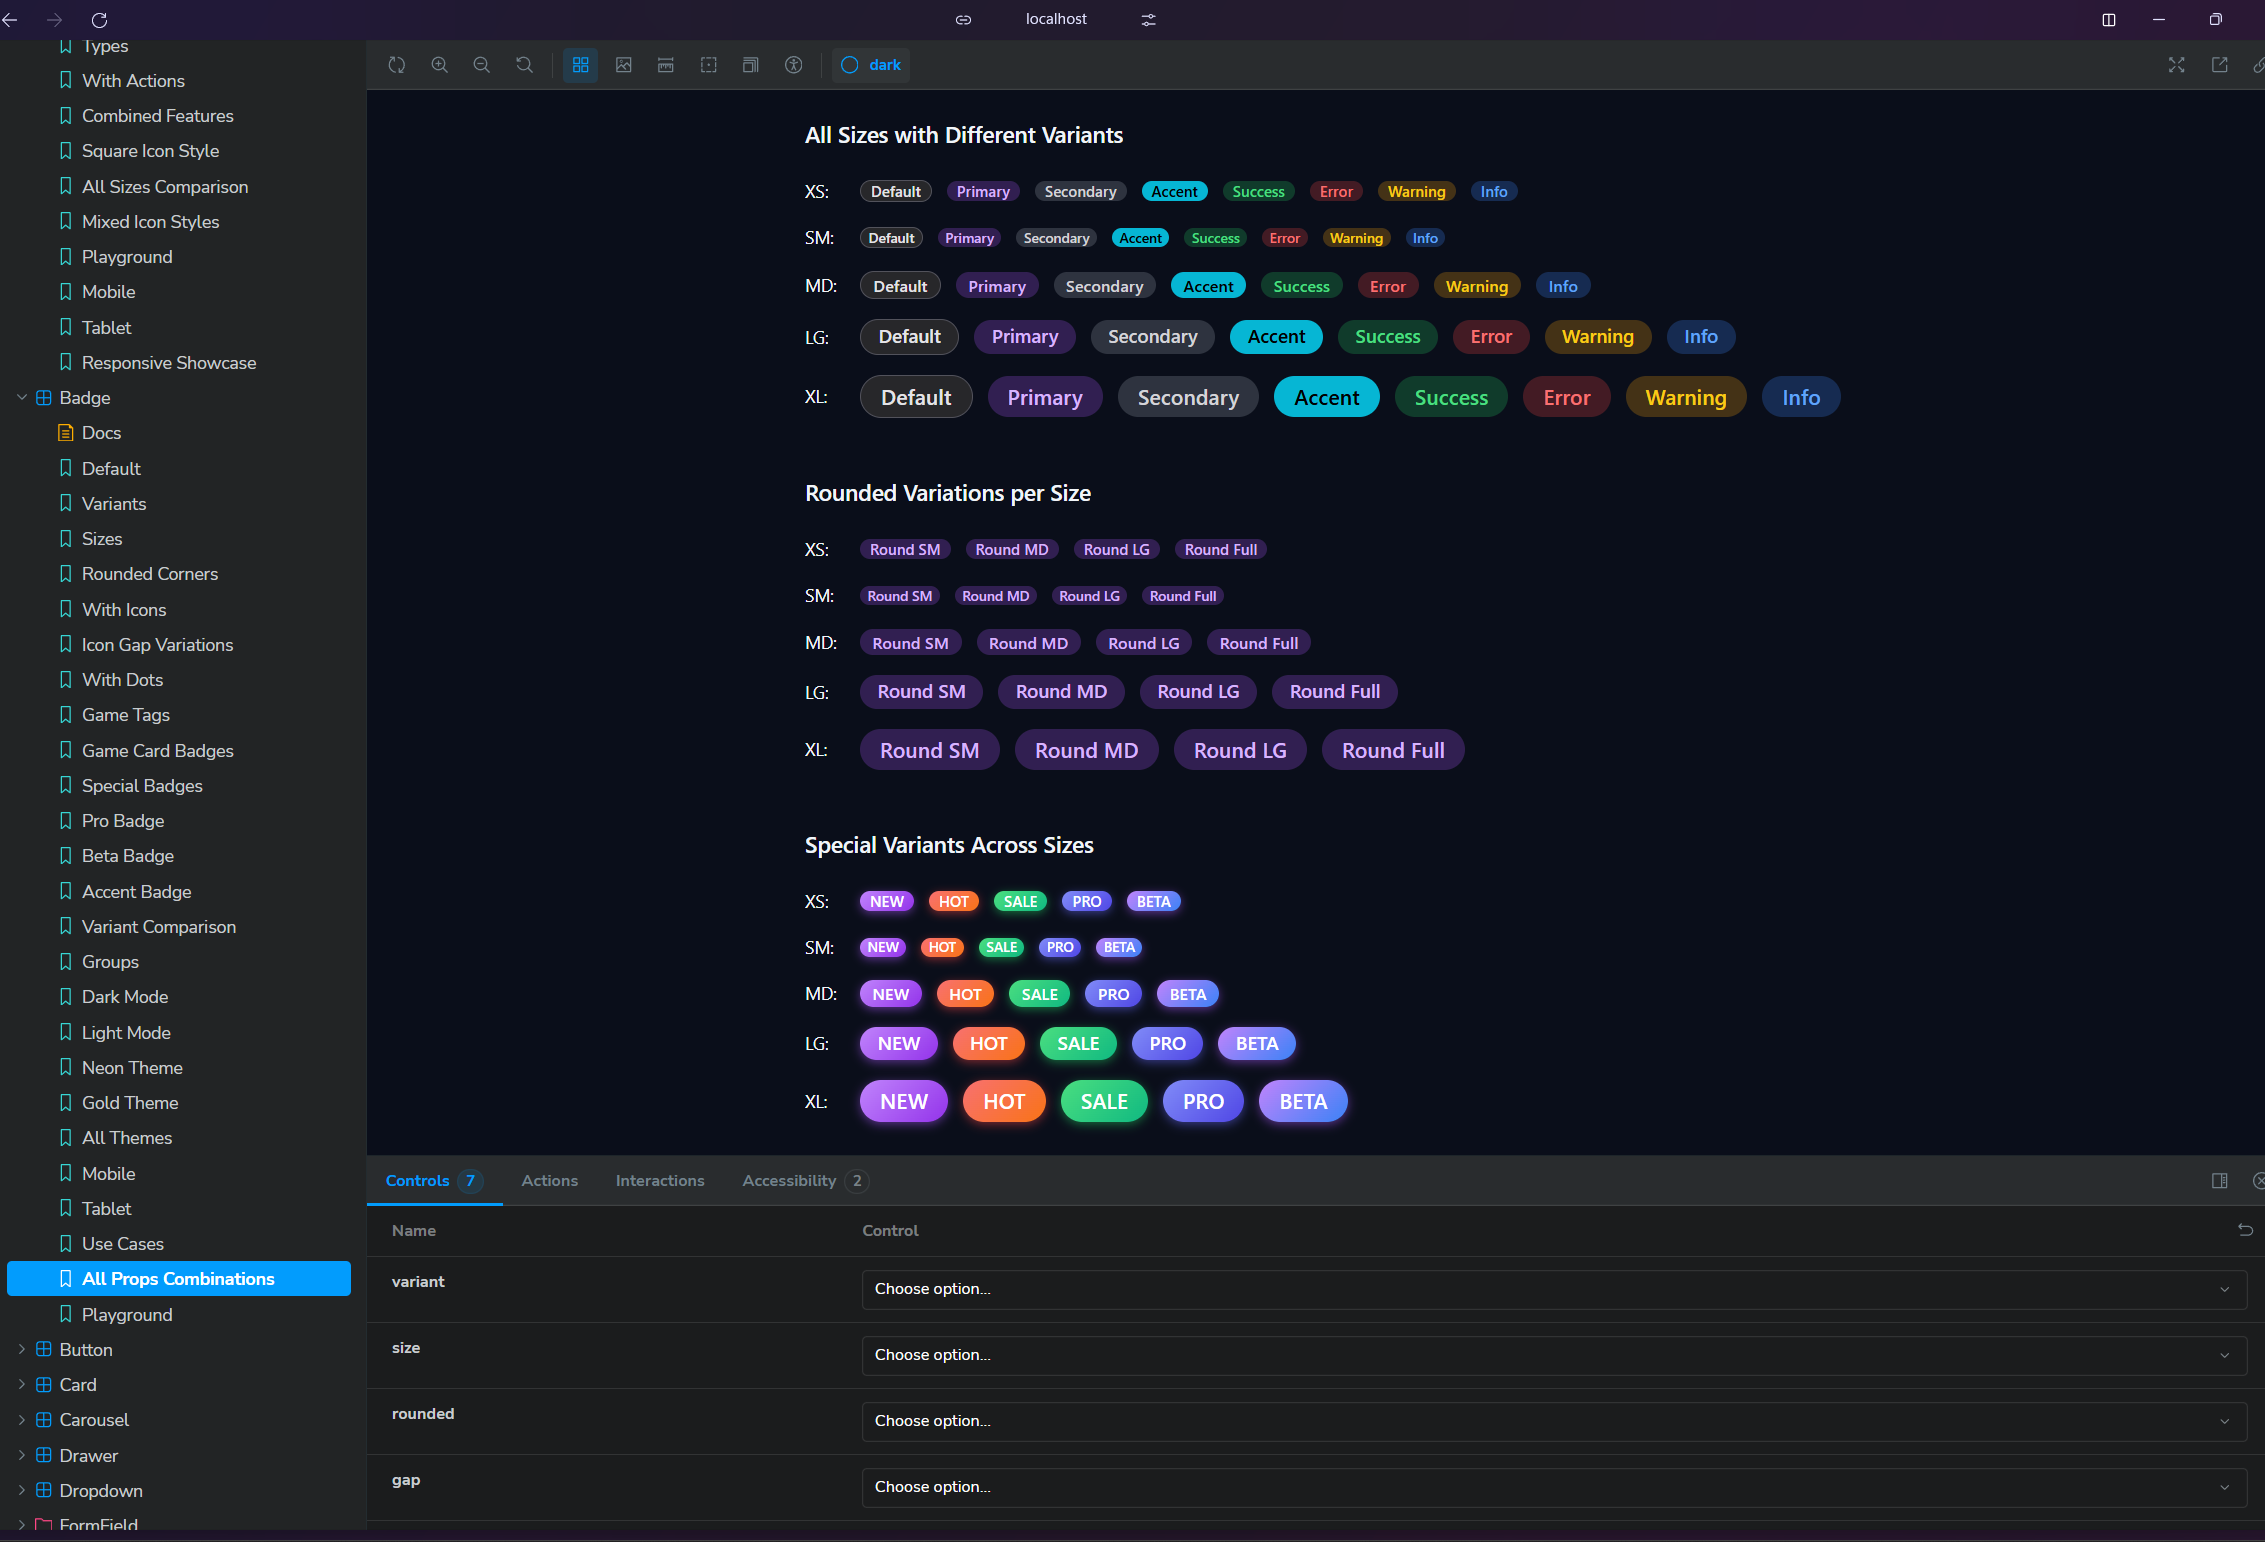 localhost
Types
With Actions
Combined Features
Square Icon Style
All Sizes Comparison
Mixed Icon Styles
Playground
Mobile
Tablet
Responsive Showcase
Badge
Docs
Default
Variants
Sizes
Rounded Corners
With Icons
Icon Gap Variations
With Dots
Game Tags
Game Card Badges
Special Badges
Pro Badge
Beta Badge
Accent Badge
Variant Comparison
Groups
Dark Mode
Light Mode
Neon Theme
Gold Theme
All Themes
Mobile
Tablet
Use Cases
All Props Combinations
Playground
Button
Card
Carousel
Drawer
Dropdown
FormField
dark
All Sizes with Different Variants
XS: Default Primary Secondary Accent Success Error Warning Info
SM: Default Primary Secondary Accent Success Error Warning Info
MD: Default Primary Secondary Accent Success Error Warning Info
LG: Default Primary Secondary Accent Success Error Warning Info
XL: Default Primary Secondary Accent Success Error Warning Info
Rounded Variations per Size
XS: Round SM Round MD Round LG Round Full
SM: Round SM Round MD Round LG Round Full
MD: Round SM Round MD Round LG Round Full
LG: Round SM Round MD Round LG Round Full
XL: Round SM Round MD Round LG Round Full
Special Variants Across Sizes
XS: NEW HOT SALE PRO BETA
SM: NEW HOT SALE PRO BETA
MD: NEW HOT SALE PRO BETA
LG: NEW HOT SALE PRO BETA
XL: NEW HOT SALE PRO BETA
Controls 7 Actions Interactions Accessibility 2
Name Control
variant Choose option...
size Choose option...
rounded Choose option...
gap Choose option...